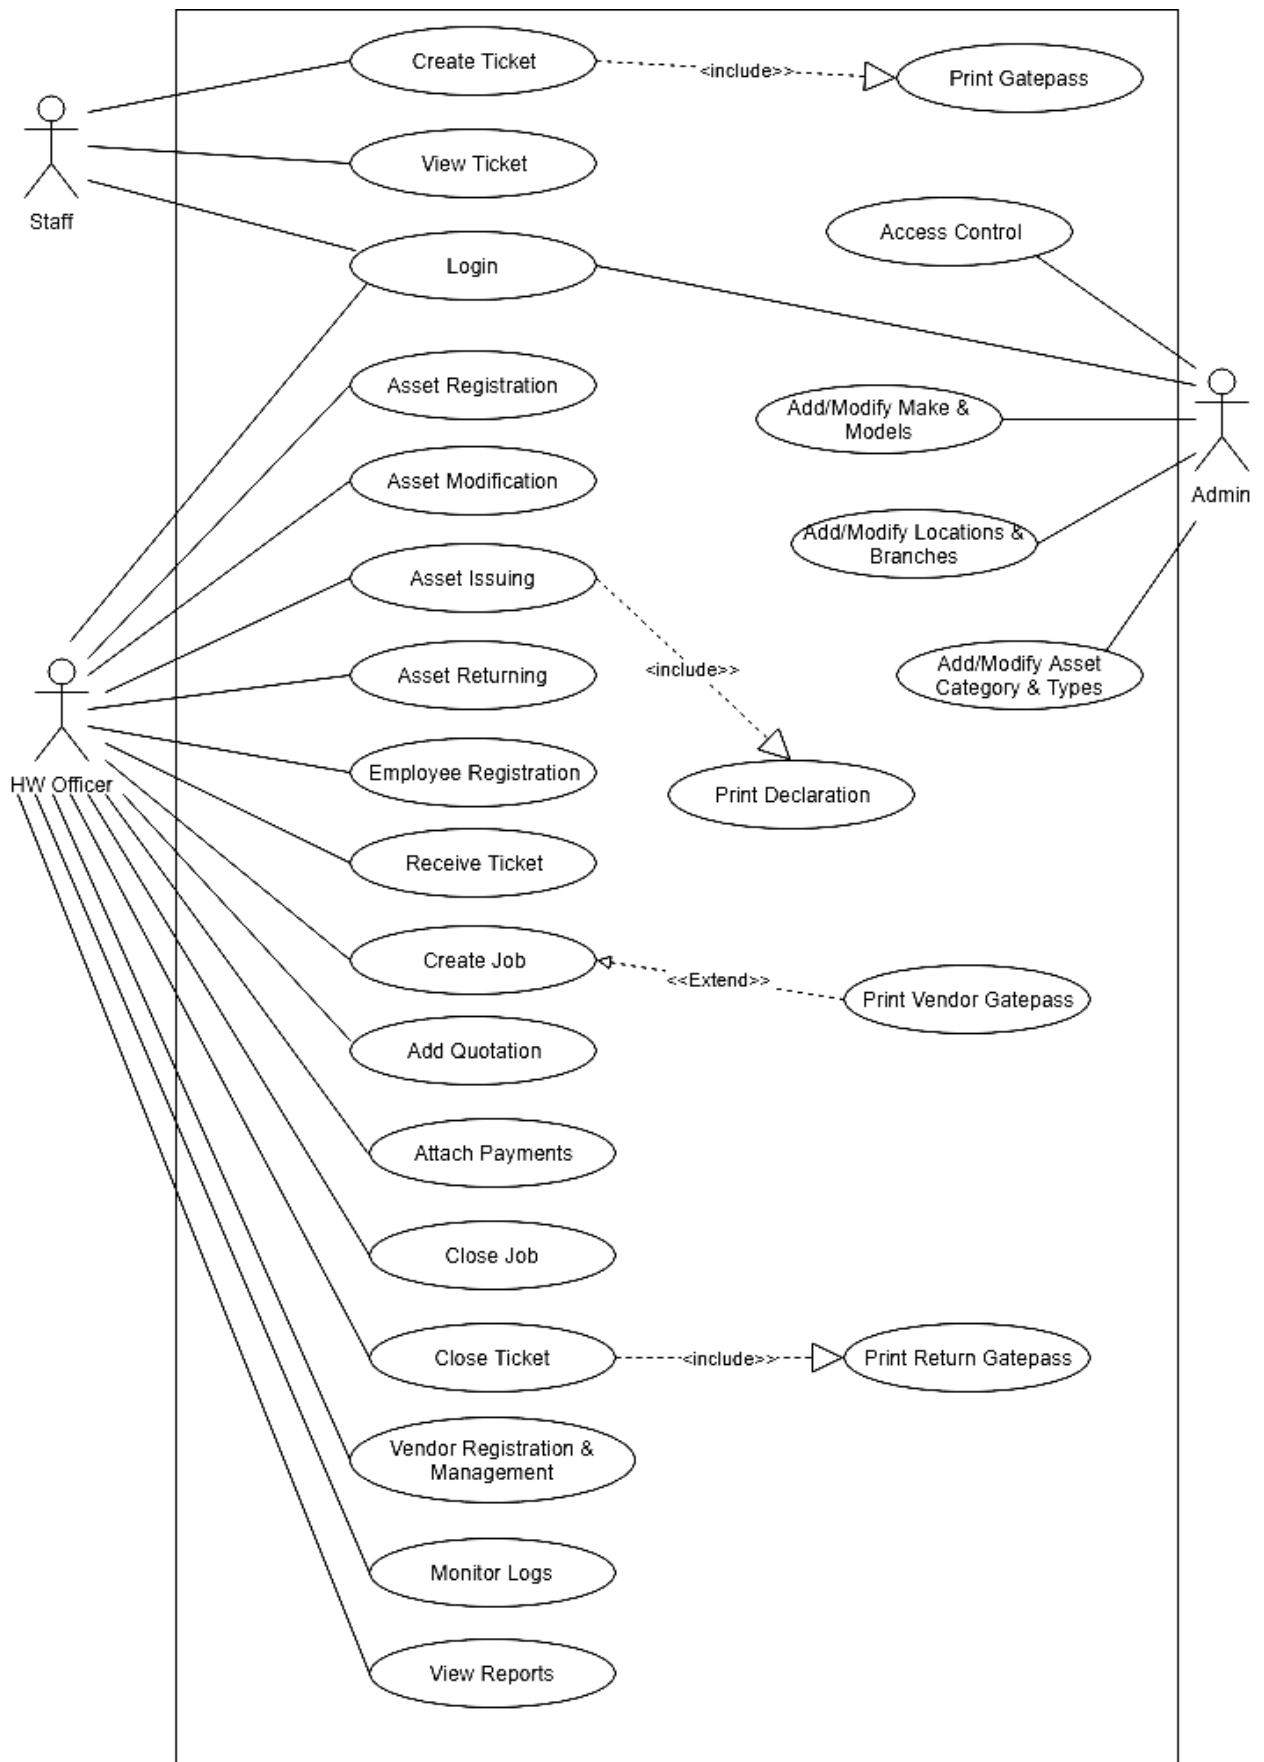 Create Ticket
<include>>
Print Gatepass
View Ticket
Staff
Access Control
Login
Asset Registration
Add/Modify Make &
Models
Asset Modification
Admin
Add/Modify Locations &
Branches
Asset Issuing
<include>>
Asset Returning
Add/Modify Asset
Category & Types
Employee Registration
HW Officer
Print Declaration
Receive Ticket
Create Job
<<Extend>>
Print Vendor Gatepass
Add Quotation
Attach Payments
Close Job
Close Ticket
<include>>
Print Return Gatepass
Vendor Registration &
Management
Monitor Logs
View Reports